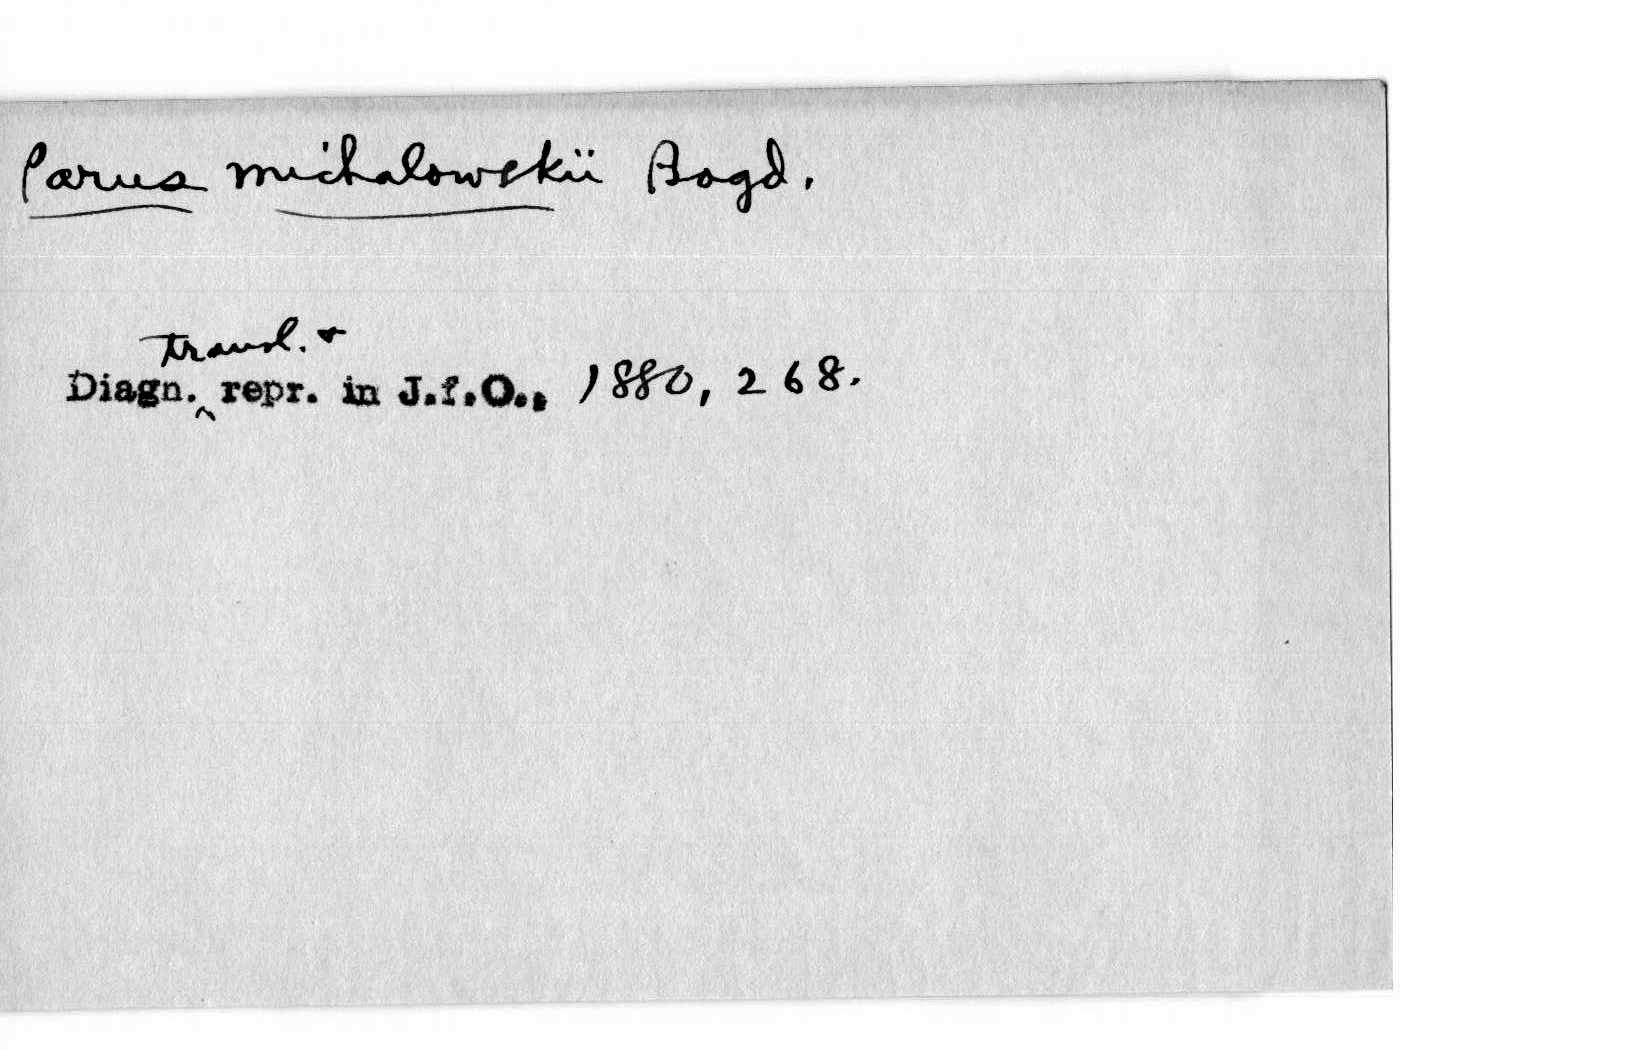 Parus michalowskii Bogd.
transl. &
Diagn. ^ repr. in J.f.O., 1880, 268.